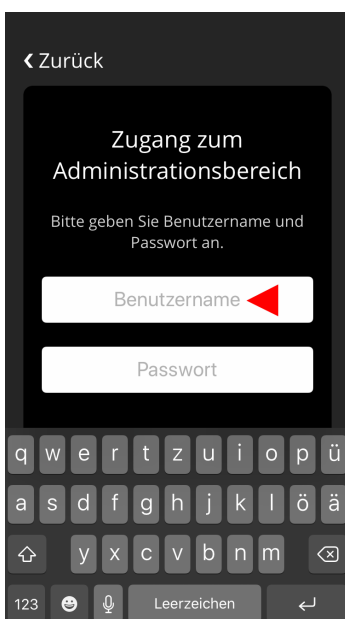 Zurück
Zugang zum
Administrationsbereich
Bitte geben Sie Benutzername und
Passwort an.
Benutzername
Passwort
q w e r t z u i o p ü
a s d f g h j k l ö ä
y x c v b n m
123 Leerzeichen